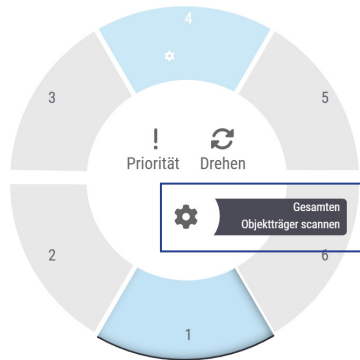 4
3
5
Priorität Drehen
Gesamten
Objektträger scannen
2
6
1